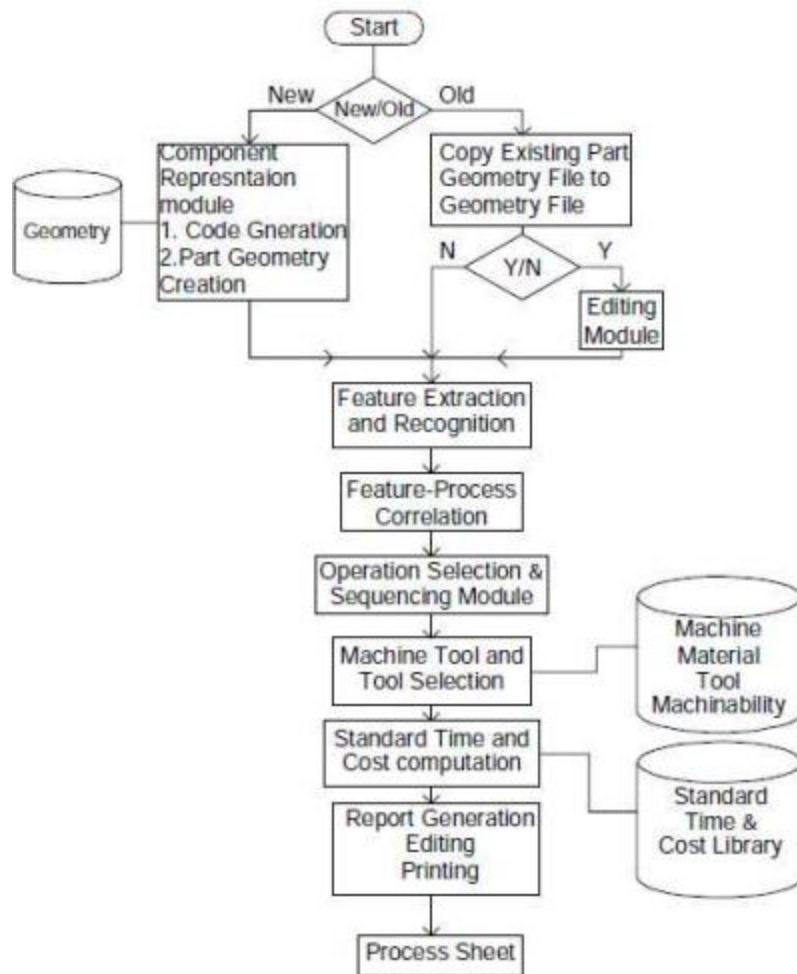 Start
New
New/Old
Old
Component
Represntaion
module
1. Code Gneration
2.Part Geometry
Creation
Geometry
Copy Existing Part
Geometry File to
Geometry File
N
Y/N
Y
Editing
Module
Feature Extraction
and Recognition
Feature-Process
Correlation
Operation Selection &
Sequencing Module
Machine Tool and
Tool Selection
Machine
Material
Tool
Machinability
Standard Time and
Cost computation
Standard
Time &
Cost Library
Report Generation
Editing
Printing
Process Sheet